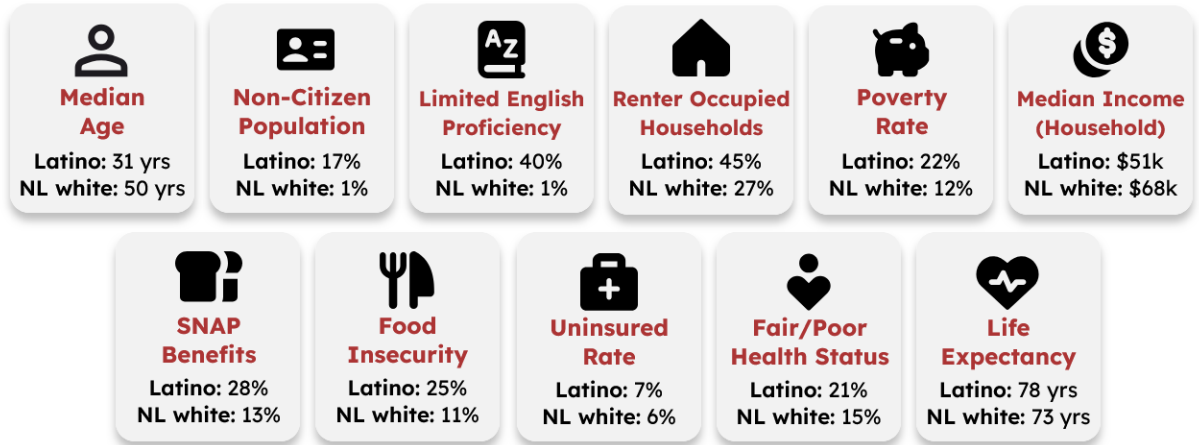 Median
Age
Latino: 31 yrs
NL white: 50 yrs
Non-Citizen
Population
Latino: 17%
NL white: 1%
AZ
Limited English
Proficiency
Latino: 40%
NL white: 1%
Renter Occupied
Households
Latino: 45%
NL white: 27%
Poverty
Rate
Latino: 22%
NL white: 12%
$
Median Income
(Household)
Latino: $51k
NL white: $68k
SNAP
Benefits
Latino: 28%
NL white: 13%
Food
Insecurity
Latino: 25%
NL white: 11%
Uninsured
Rate
Latino: 7%
NL white: 6%
Fair/Poor
Health Status
Latino: 21%
NL white: 15%
Life
Expectancy
Latino: 78 yrs
NL white: 73 yrs